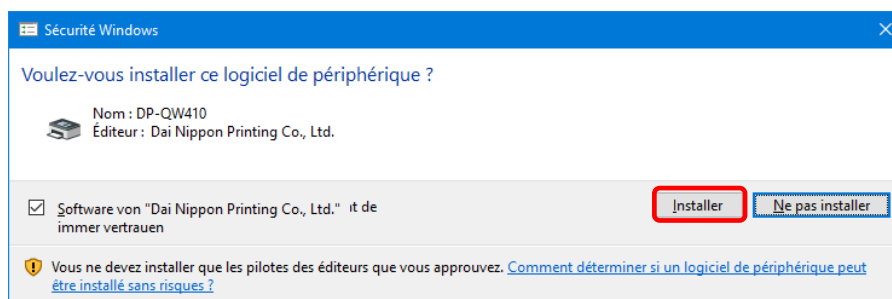 Sécurité Windows
Voulez-vous installer ce logiciel de périphérique ?
Nom : DP-QW410
Éditeur : Dai Nippon Printing Co., Ltd.
Software von "Dai Nippon Printing Co., Ltd." ıt de
immer vertrauen
Installer
Ne pas installer
Vous ne devez installer que les pilotes des éditeurs que vous approuvez. Comment déterminer si un logiciel de périphérique peut
être installé sans risques ?